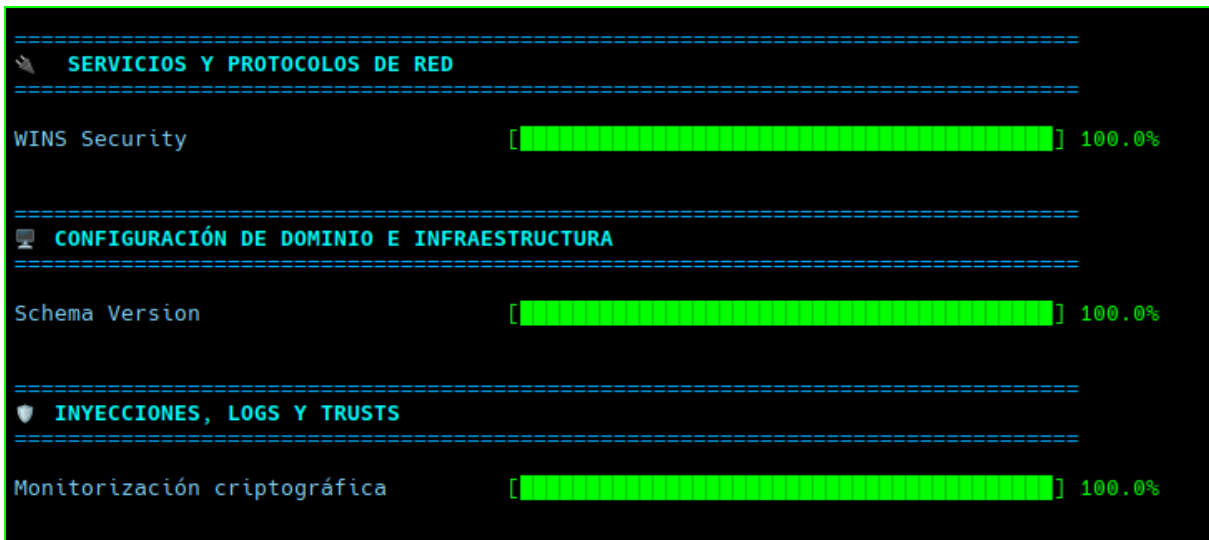 ================================================================================
🔌 SERVICIOS Y PROTOCOLOS DE RED
================================================================================
WINS Security [████████████████████████████████████████] 100.0%
================================================================================
🖥️ CONFIGURACIÓN DE DOMINIO E INFRAESTRUCTURA
================================================================================
Schema Version [████████████████████████████████████████] 100.0%
================================================================================
🛡️ INYECCIONES, LOGS Y TRUSTS
================================================================================
Monitorización criptográfica [████████████████████████████████████████] 100.0%